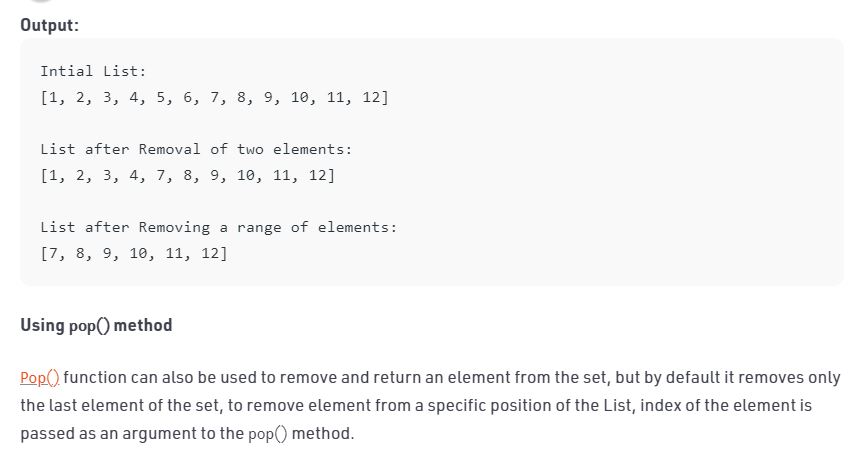 Output:
Intial List:
[1, 2, 3, 4, 5, 6, 7, 8, 9, 10, 11, 12]
List after Removal of two elements:
[1, 2, 3, 4, 7, 8, 9, 10, 11, 12]
List after Removing a range of elements:
[7, 8, 9, 10, 11, 12]
Using pop() method
Pop() function can also be used to remove and return an element from the set, but by default it removes only
the last element of the set, to remove element from a specific position of the List, index of the element is
passed as an argument to the pop() method.